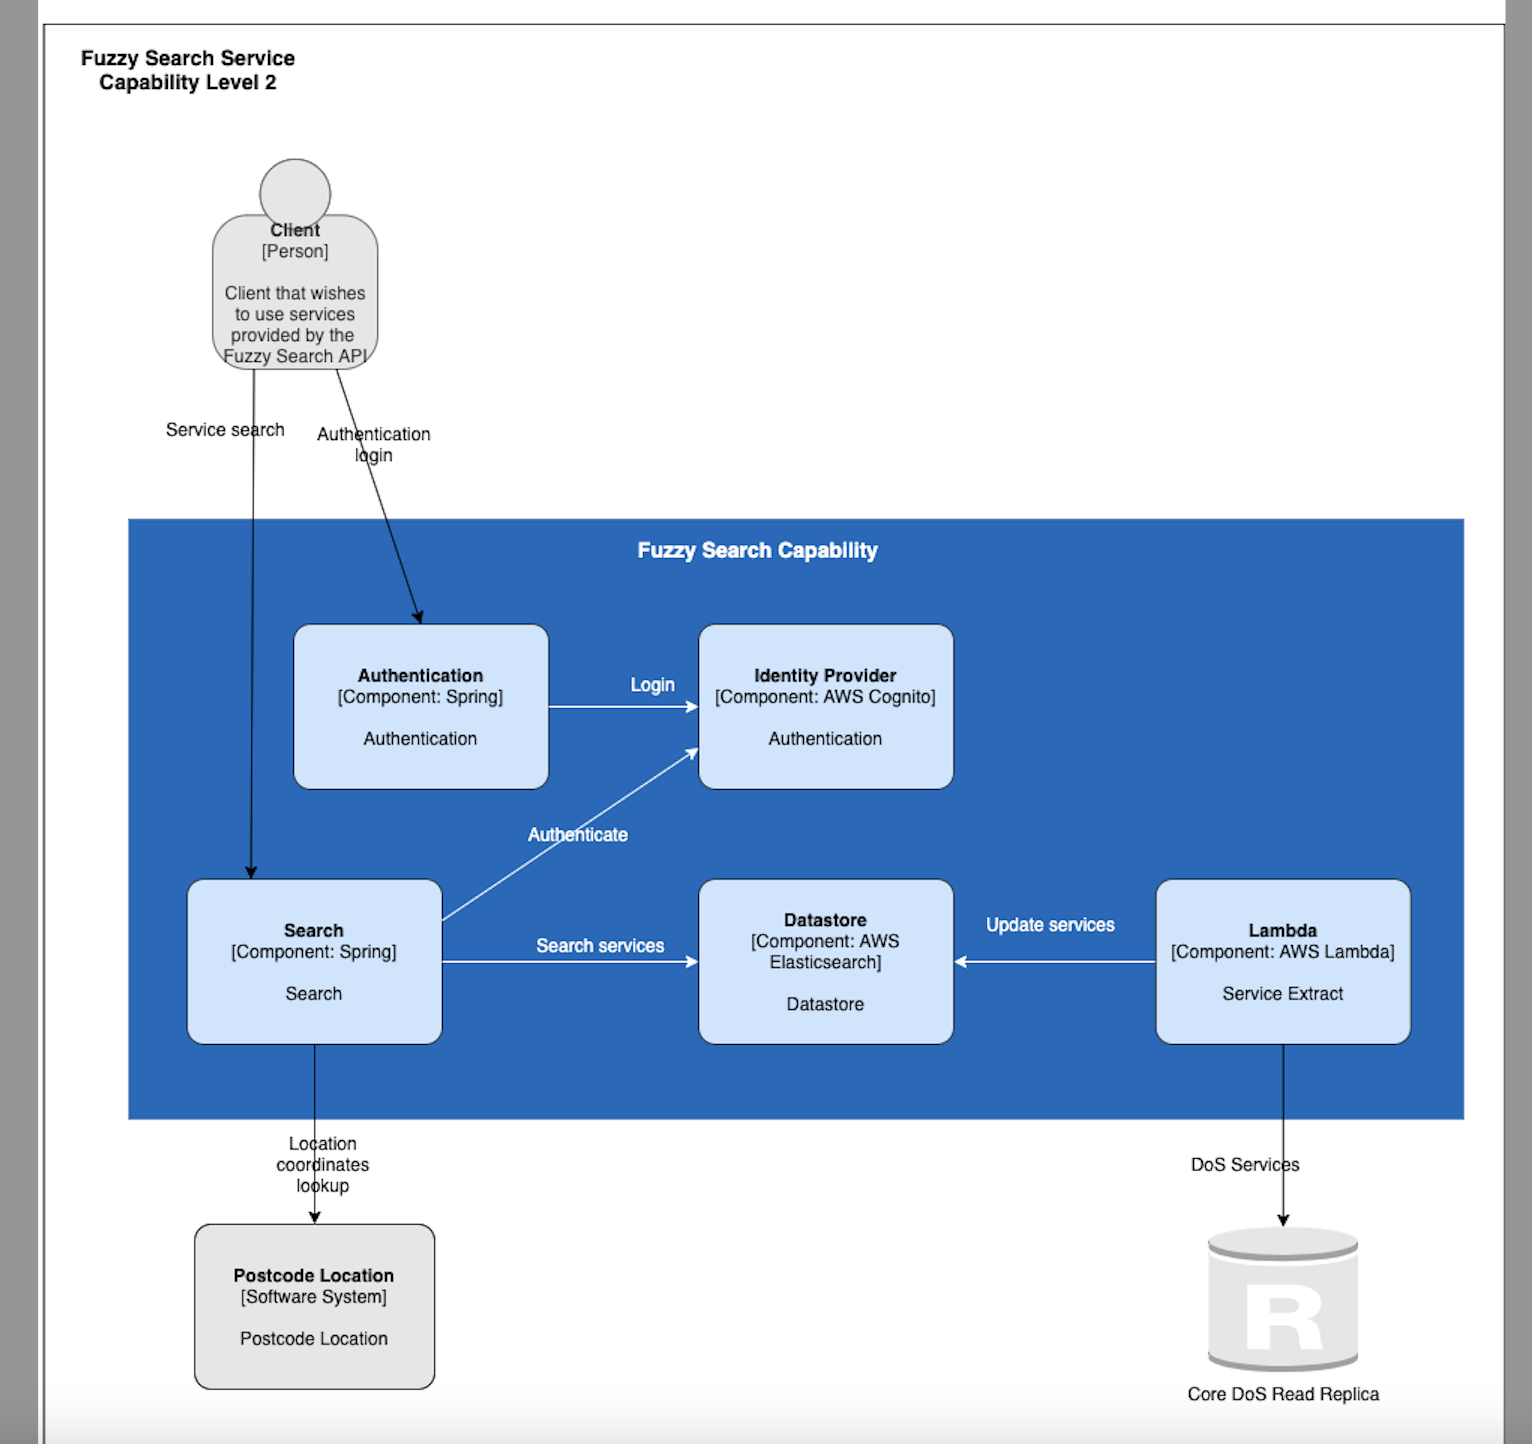 Fuzzy Search Service
Capability Level 2
Client
[Person]
Client that wishes
to use services
provided by the
Fuzzy Search API
Service search
Authentication
login
Fuzzy Search Capability
Authentication
[Component: Spring]
Authentication
Login
Identity Provider
[Component: AWS Cognito]
Authentication
Authenticate
Search
[Component: Spring]
Search
Search services
Datastore
[Component: AWS
Elasticsearch]
Datastore
Update services
Lambda
[Component: AWS Lambda]
Service Extract
Location
coordinates
lookup
DoS Services
Postcode Location
[Software System]
Postcode Location
R
Core DoS Read Replica